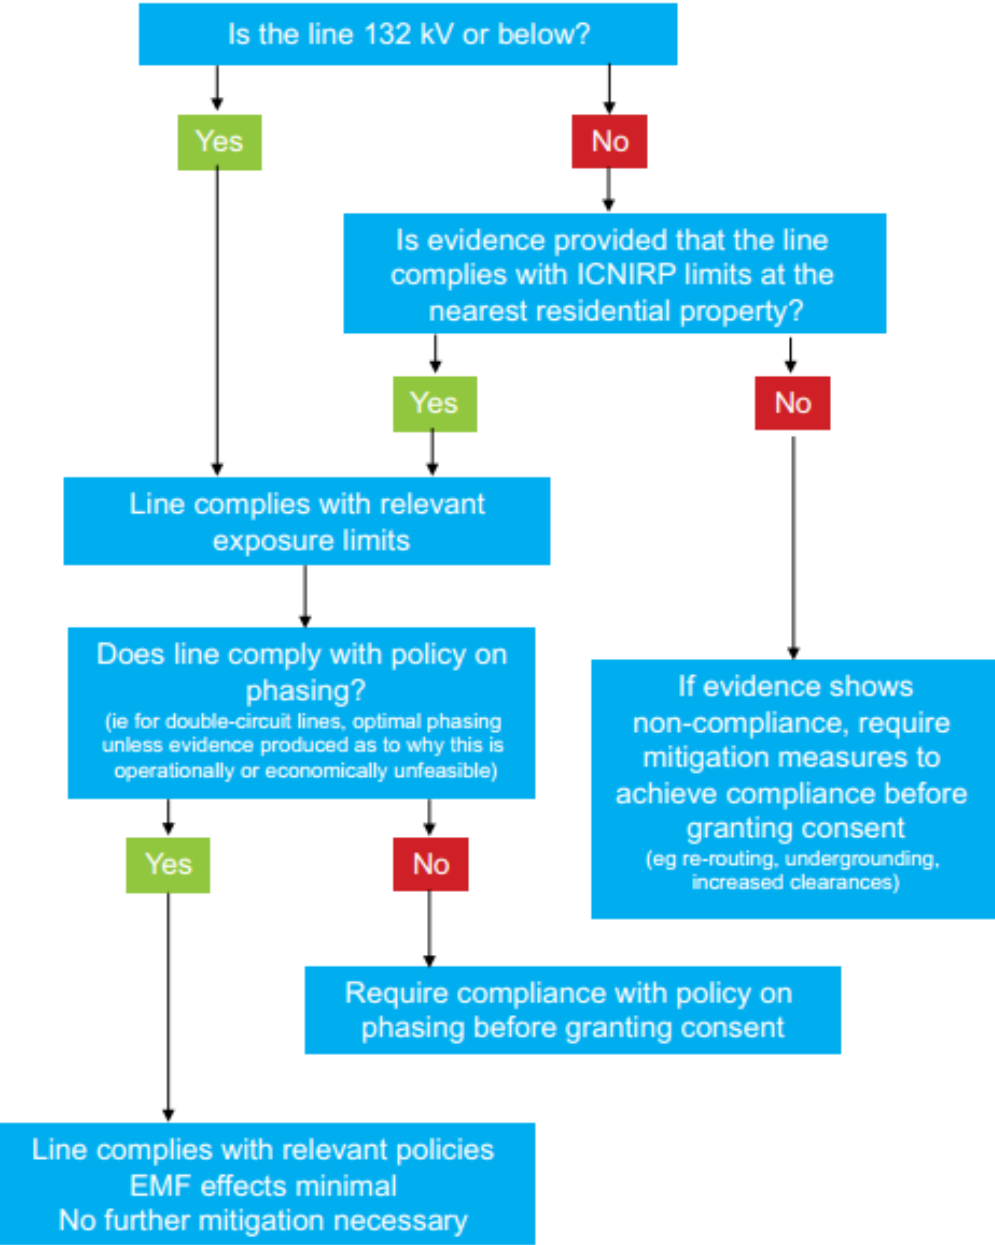 Is the line 132 kV or below?
Yes
No
Is evidence provided that the line
complies with ICNIRP limits at the
nearest residential property?
Yes
No
Line complies with relevant
exposure limits
Does line comply with policy on
phasing?
(ie for double-circuit lines, optimal phasing
unless evidence produced as to why this is
operationally or economically unfeasible)
If evidence shows
non-compliance, require
mitigation measures to
achieve compliance before
granting consent
(eg re-routing, undergrounding,
increased clearances)
Yes
No
Require compliance with policy on
phasing before granting consent
Line complies with relevant policies
EMF effects minimal
No further mitigation necessary